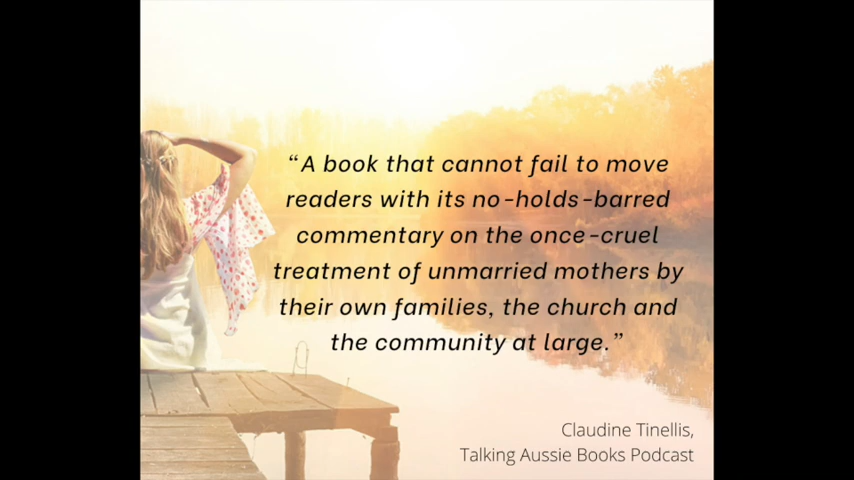 “A book that cannot fail to move
readers with its no-holds-barred
commentary on the once-cruel
treatment of unmarried mothers by
their own families, the church and
the community at large.”
Claudine Tinellis,
Talking Aussie Books Podcast